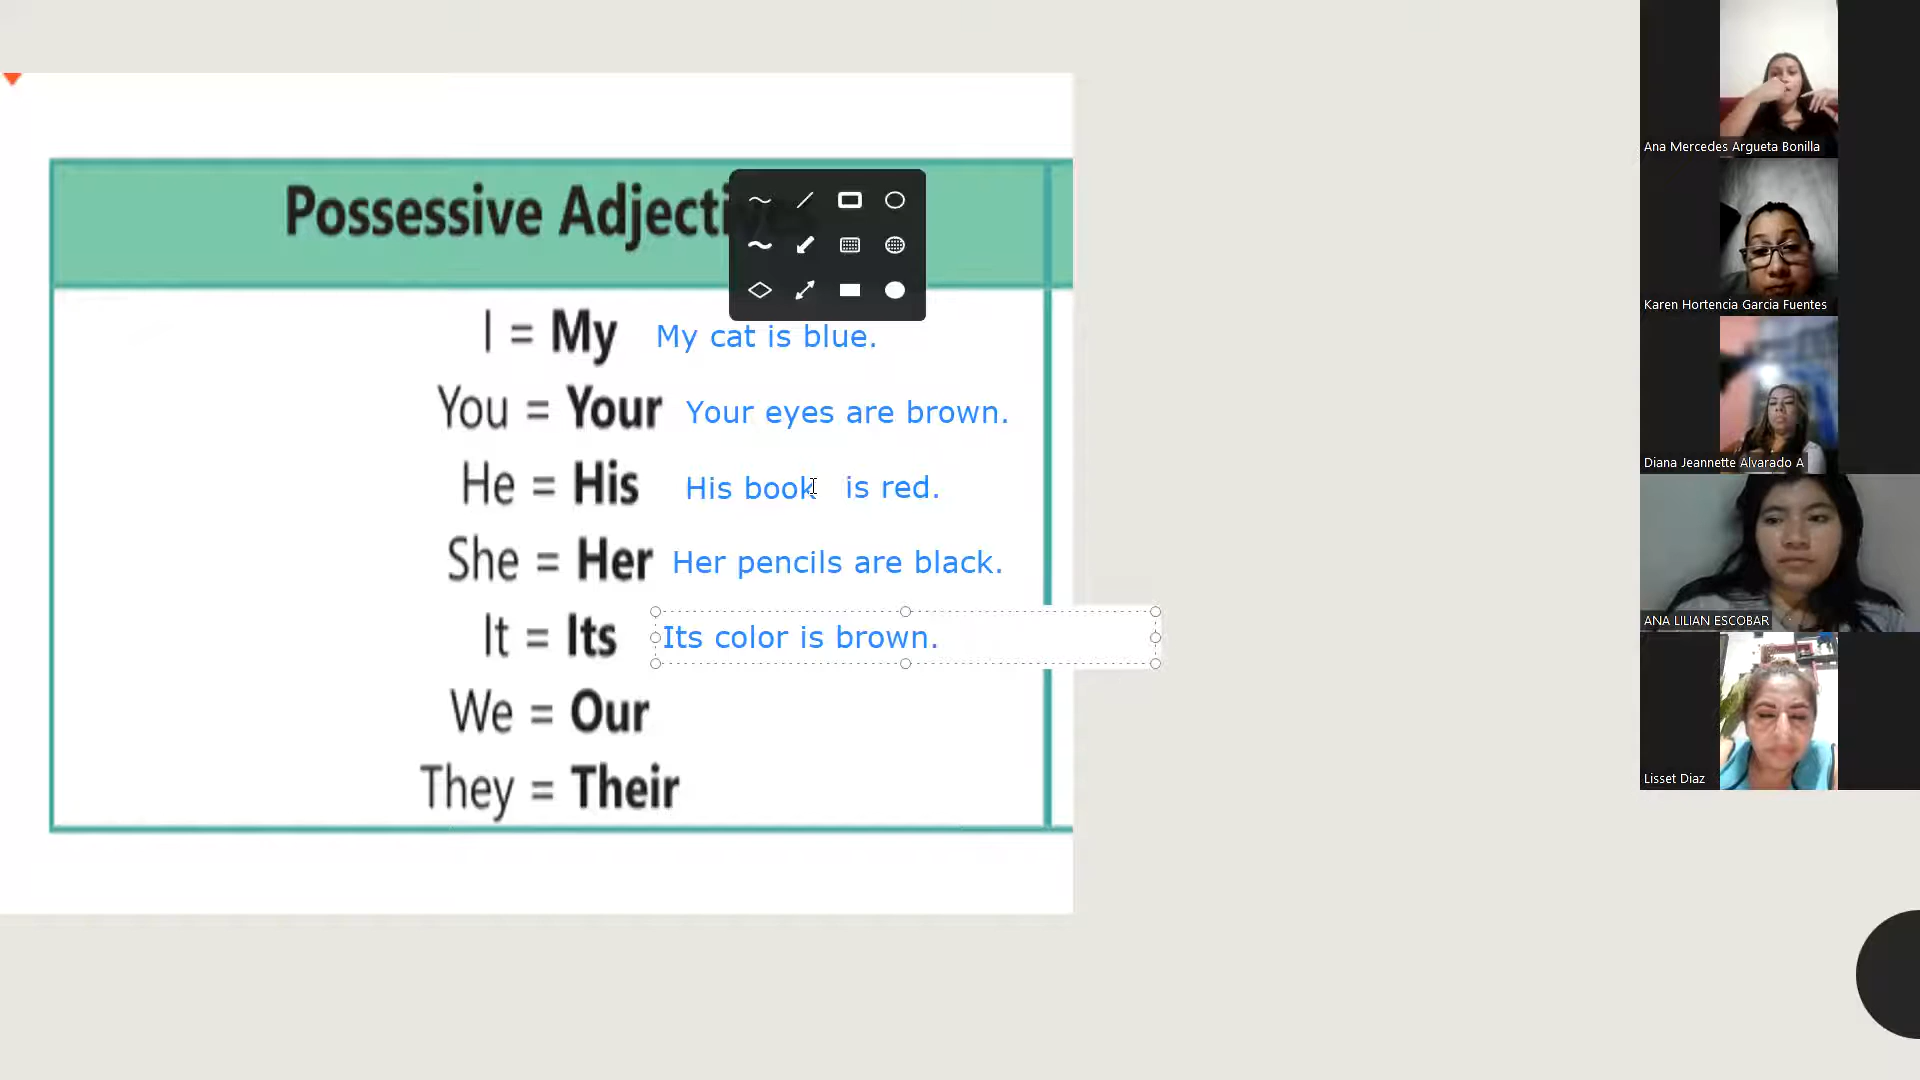 Possessive Adjectives
I = My My cat is blue.
You = Your Your eyes are brown.
He = His His book is red.
She = Her Her pencils are black.
It = Its Its color is brown.
We = Our
They = Their
Ana Mercedes Argueta Bonilla
Karen Hortencia Garcia Fuentes
Diana Jeannette Alvarado A
ANA LILIAN ESCOBAR
Lisset Diaz